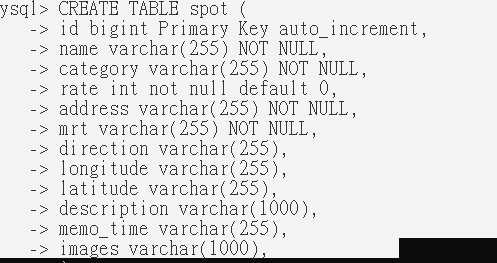 ysql> CREATE TABLE spot (
-> id bigint Primary Key auto_increment,
-> name varchar(255) NOT NULL,
-> category varchar(255) NOT NULL,
-> rate int not null default 0,
-> address varchar(255) NOT NULL,
-> mrt varchar(255) NOT NULL,
-> direction varchar(255),
-> longitude varchar(255),
-> latitude varchar(255),
-> description varchar(1000),
-> memo_time varchar(255),
-> images varchar(1000),